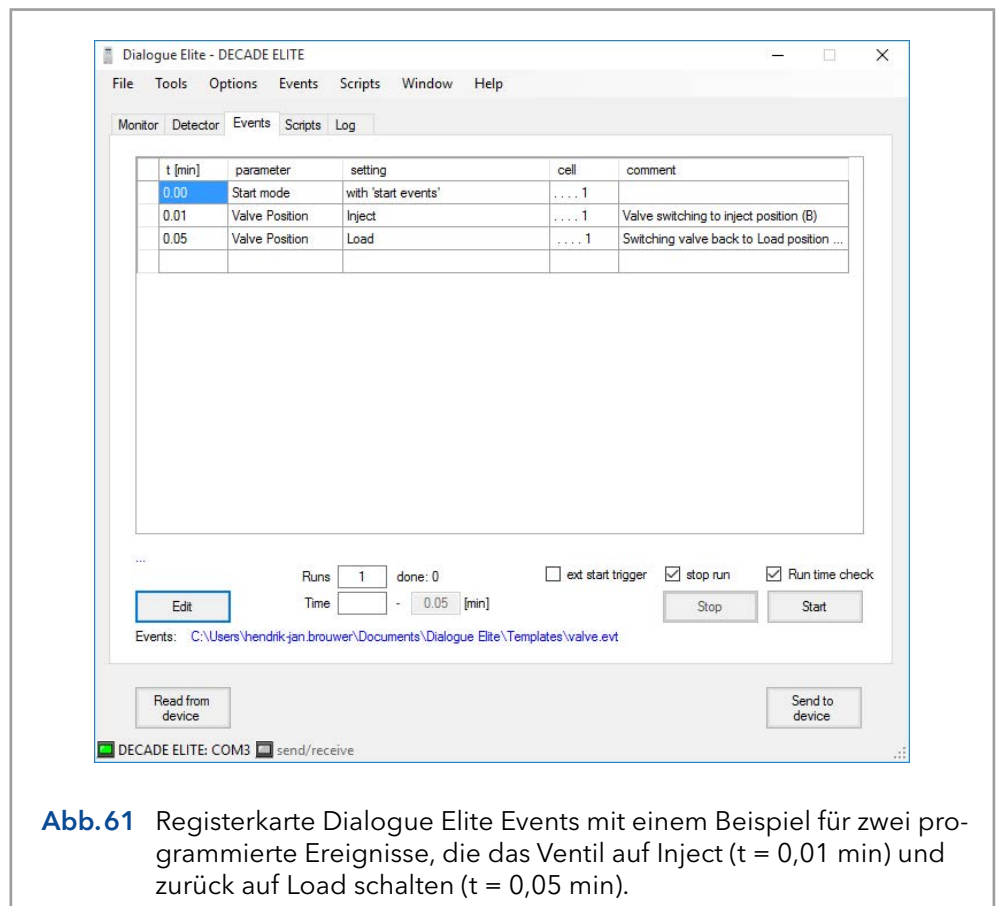 Dialogue Elite - DECADE ELITE
File Tools Options Events Scripts Window Help
Monitor Detector Events Scripts Log
t [min] parameter setting cell comment
0.00 Start mode with 'start events' . . . . 1
0.01 Valve Position Inject . . . . 1 Valve switching to inject position (B)
0.05 Valve Position Load . . . . 1 Switching valve back to Load position ...
...
Runs 1 done: 0 ext start trigger stop run Run time check
Edit Time - 0.05 [min] Stop Start
Events: C:\Users\hendrik-jan.brouwer\Documents\Dialogue Elite\Templates\valve.evt
Read from
device
Send to
device
DECADE ELITE: COM3 send/receive
Abb.61 Registerkarte Dialogue Elite Events mit einem Beispiel für zwei pro-
grammierte Ereignisse, die das Ventil auf Inject (t = 0,01 min) und
zurück auf Load schalten (t = 0,05 min).